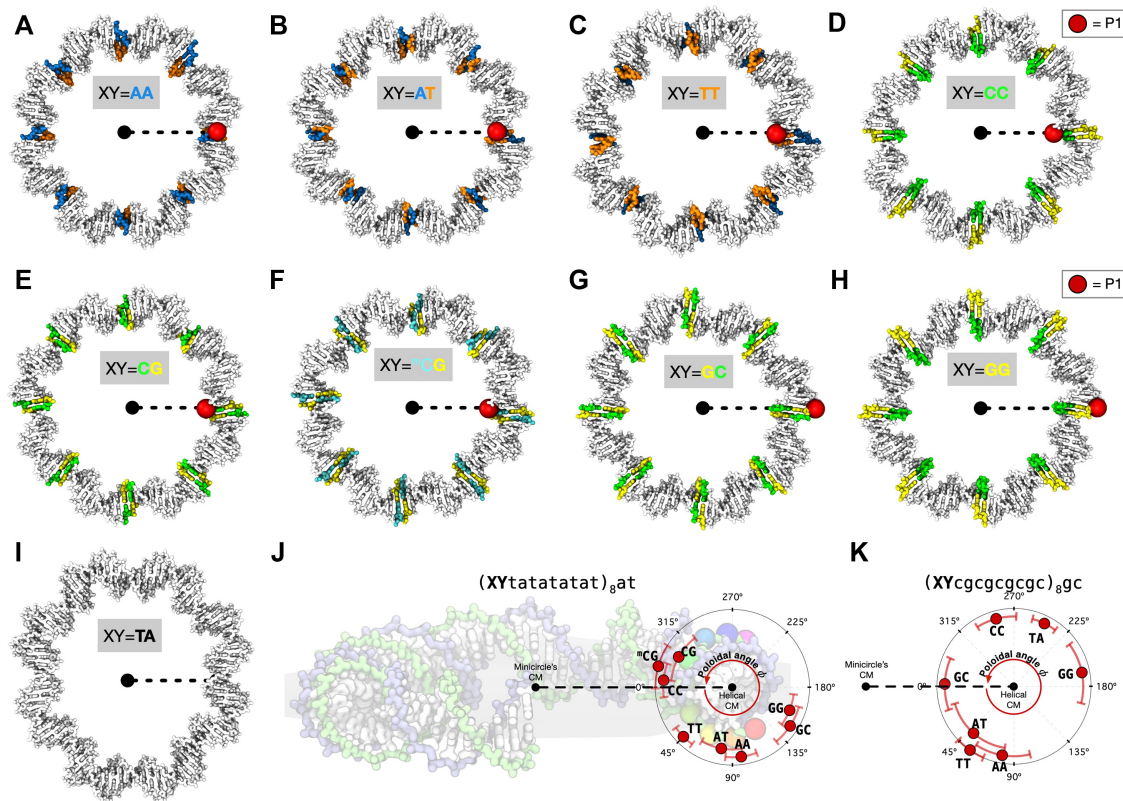 A
B
C
D
= P1
XY=AA
XY=AT
XY=TT
XY=CC
E
F
G
H
= P1
XY=CG
XY=ᵐCG
XY=GC
XY=GG
I
J
K
XY=TA
(XYtatatatat)₈at
270°
315°
225°
ᵐCG
CG
Poloidal angle ϕ
Minicircle's
CM
0°
180°
CC
Helical
CM
GG
TT
AT
AA
GC
45°
135°
90°
(XYcgcgcgcgc)₈gc
270°
315°
225°
CC
TA
Poloidal angle ϕ
Minicircle's
CM
GC
GG
0°
180°
Helical
CM
AT
45°
TT
AA
135°
90°